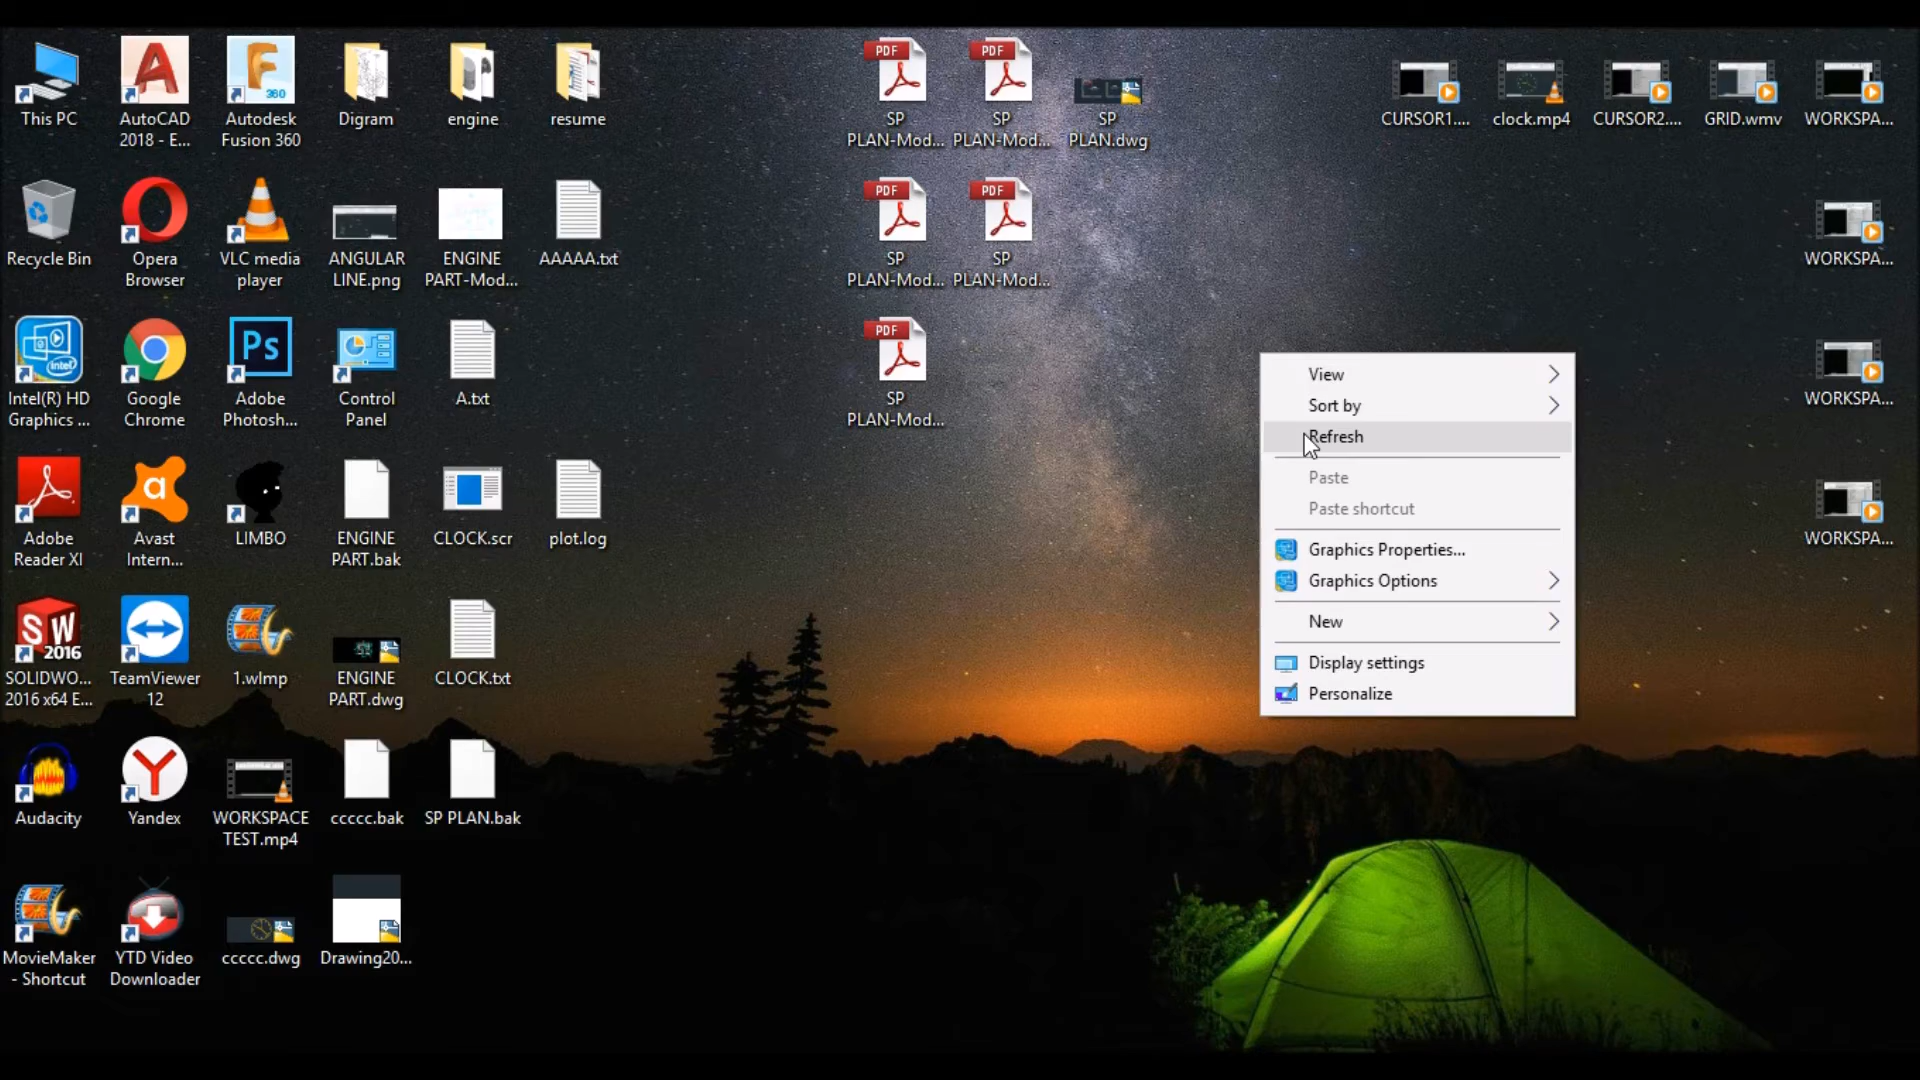 This PC
AutoCAD
2018 - E...
Autodesk
Fusion 360
360
Digram
engine
resume
PDF
SP
PLAN-Mod...
PDF
SP
PLAN-Mod...
SP
PLAN.dwg
CURSOR1....
clock.mp4
CURSOR2....
GRID.wmv
WORKSPA...
Recycle Bin
Opera
Browser
VLC media
player
ANGULAR
LINE.png
ENGINE
PART-Mod...
AAAAA.txt
PDF
SP
PLAN-Mod...
PDF
SP
PLAN-Mod...
WORKSPA...
intel
Intel(R) HD
Graphics ...
Google
Chrome
Ps
Adobe
Photosh...
Control
Panel
A.txt
PDF
SP
PLAN-Mod...
WORKSPA...
Adobe
Reader XI
Avast
Intern...
LIMBO
ENGINE
PART.bak
CLOCK.scr
plot.log
WORKSPA...
SW
2016
SOLIDWO...
2016 x64 E...
TeamViewer
12
1.wlmp
ENGINE
PART.dwg
CLOCK.txt
Audacity
Yandex
WORKSPACE
TEST.mp4
ccccc.bak
SP PLAN.bak
MovieMaker
- Shortcut
YTD Video
Downloader
ccccc.dwg
Drawing20...
View
Sort by
Refresh
Paste
Paste shortcut
Graphics Properties...
Graphics Options
New
Display settings
Personalize